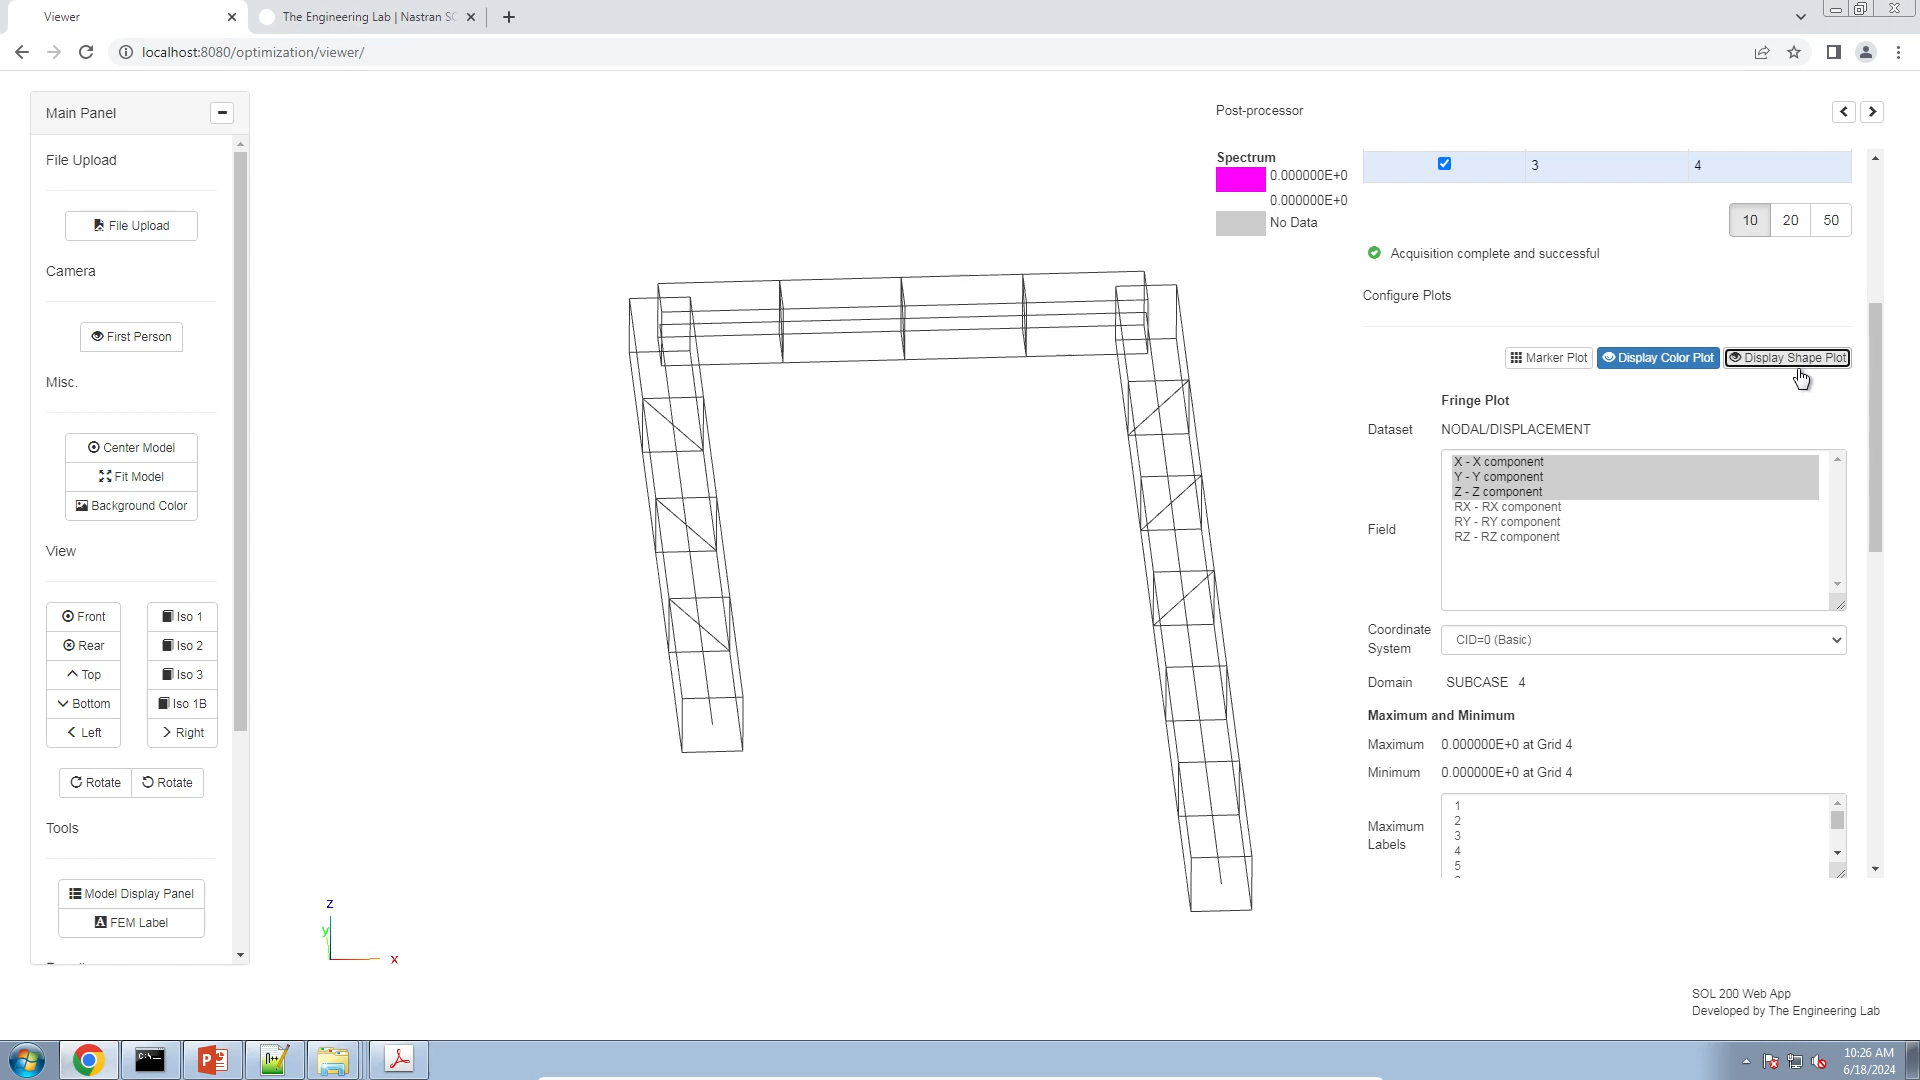 Viewer
The Engineering Lab | Nastran SO
localhost:8080/optimization/viewer/
Main Panel
File Upload
File Upload
Camera
First Person
Misc.
Center Model
Fit Model
Background Color
View
Front
Iso 1
Rear
Iso 2
Top
Iso 3
Bottom
Iso 1B
Left
Right
Rotate
Rotate
Tools
Model Display Panel
FEM Label
z
y
x
Post-processor
Spectrum
0.000000E+0
0.000000E+0
No Data
3
4
10
20
50
Acquisition complete and successful
Configure Plots
Marker Plot
Display Color Plot
Display Shape Plot
Fringe Plot
Dataset
NODAL/DISPLACEMENT
Field
X - X component
Y - Y component
Z - Z component
RX - RX component
RY - RY component
RZ - RZ component
Coordinate
System
CID=0 (Basic)
Domain
SUBCASE 4
Maximum and Minimum
Maximum
0.000000E+0 at Grid 4
Minimum
0.000000E+0 at Grid 4
Maximum
Labels
1
2
3
4
5
SOL 200 Web App
Developed by The Engineering Lab
10:26 AM
6/18/2024